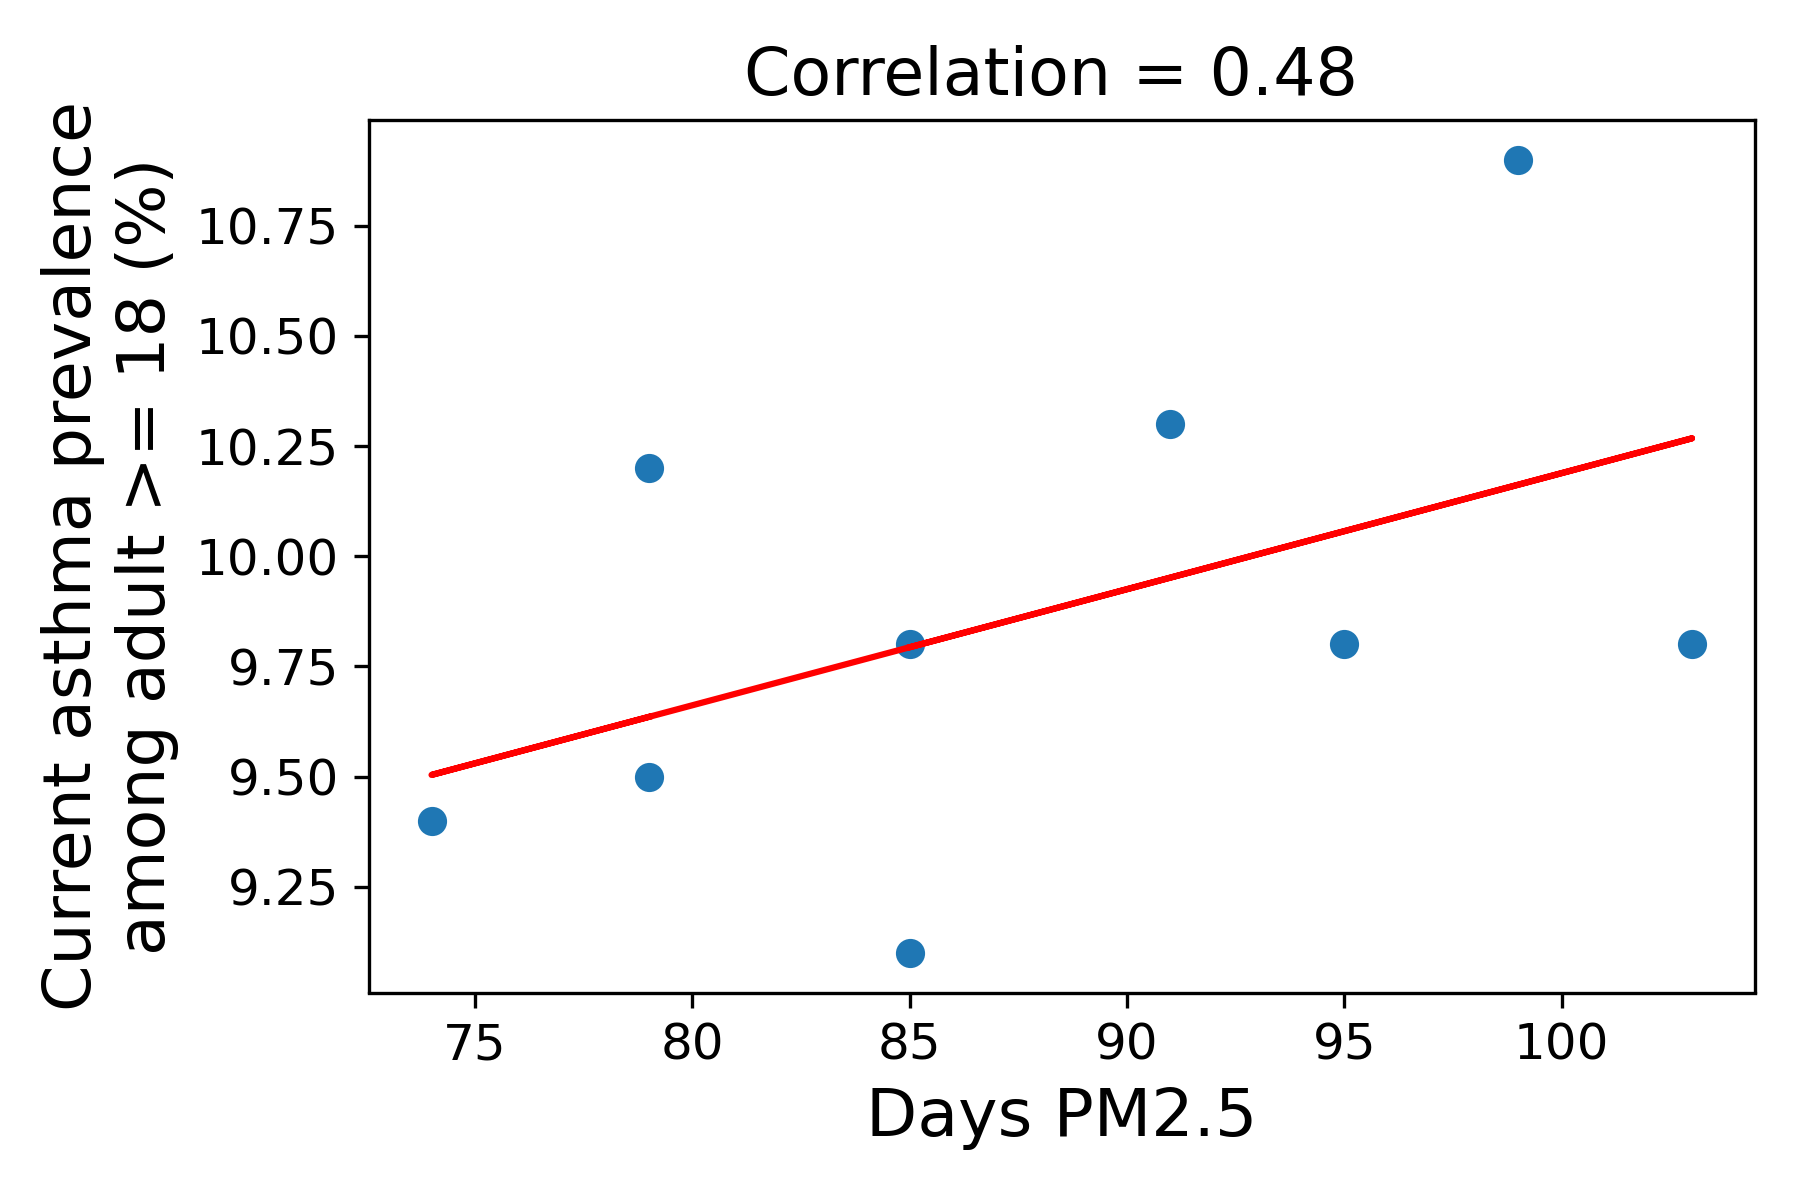 Correlation = 0.48
Current asthma prevalence
among adult >= 18 (%)
10.75
10.50
10.25
10.00
9.75
9.50
9.25
75 80 85 90 95 100
Days PM2.5